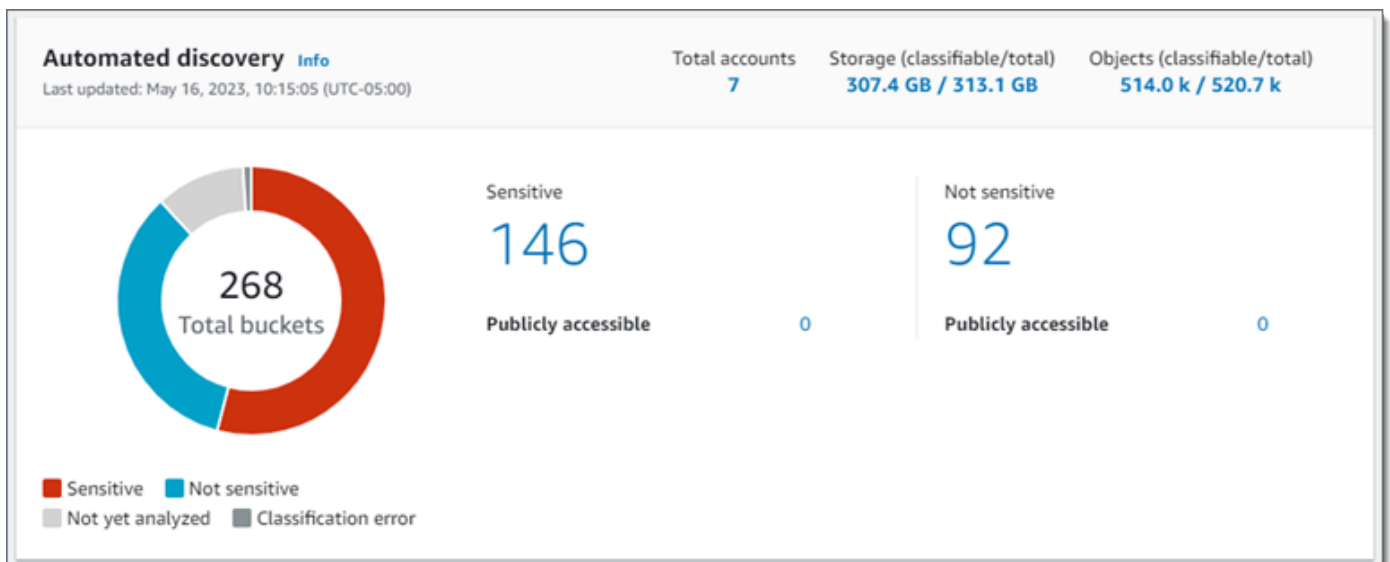 Automated discovery Info
Last updated: May 16, 2023, 10:15:05 (UTC-05:00)
Total accounts
7
Storage (classifiable/total)
307.4 GB / 313.1 GB
Objects (classifiable/total)
514.0 k / 520.7 k
268
Total buckets
Sensitive
146
Publicly accessible 0
Not sensitive
92
Publicly accessible 0
Sensitive Not sensitive
Not yet analyzed Classification error